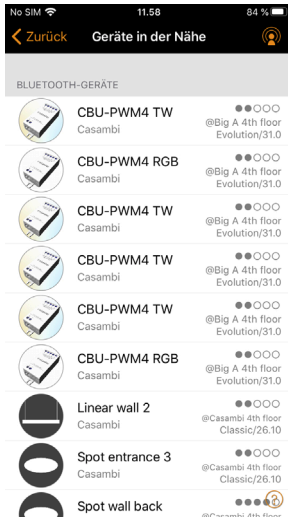 No SIM 11.58 84 %
Zurück Geräte in der Nähe
BLUETOOTH-GERÄTE
CBU-PWM4 TW
Casambi
@Big A 4th floor
Evolution/31.0
CBU-PWM4 RGB
Casambi
@Big A 4th floor
Evolution/31.0
CBU-PWM4 TW
Casambi
@Big A 4th floor
Evolution/31.0
CBU-PWM4 TW
Casambi
@Big A 4th floor
Evolution/31.0
CBU-PWM4 TW
Casambi
@Big A 4th floor
Evolution/31.0
CBU-PWM4 RGB
Casambi
@Big A 4th floor
Evolution/31.0
Linear wall 2
Casambi
@Casambi 4th floor
Classic/26.10
Spot entrance 3
Casambi
@Casambi 4th floor
Classic/26.10
Spot wall back
@Casambi 4th floor
?